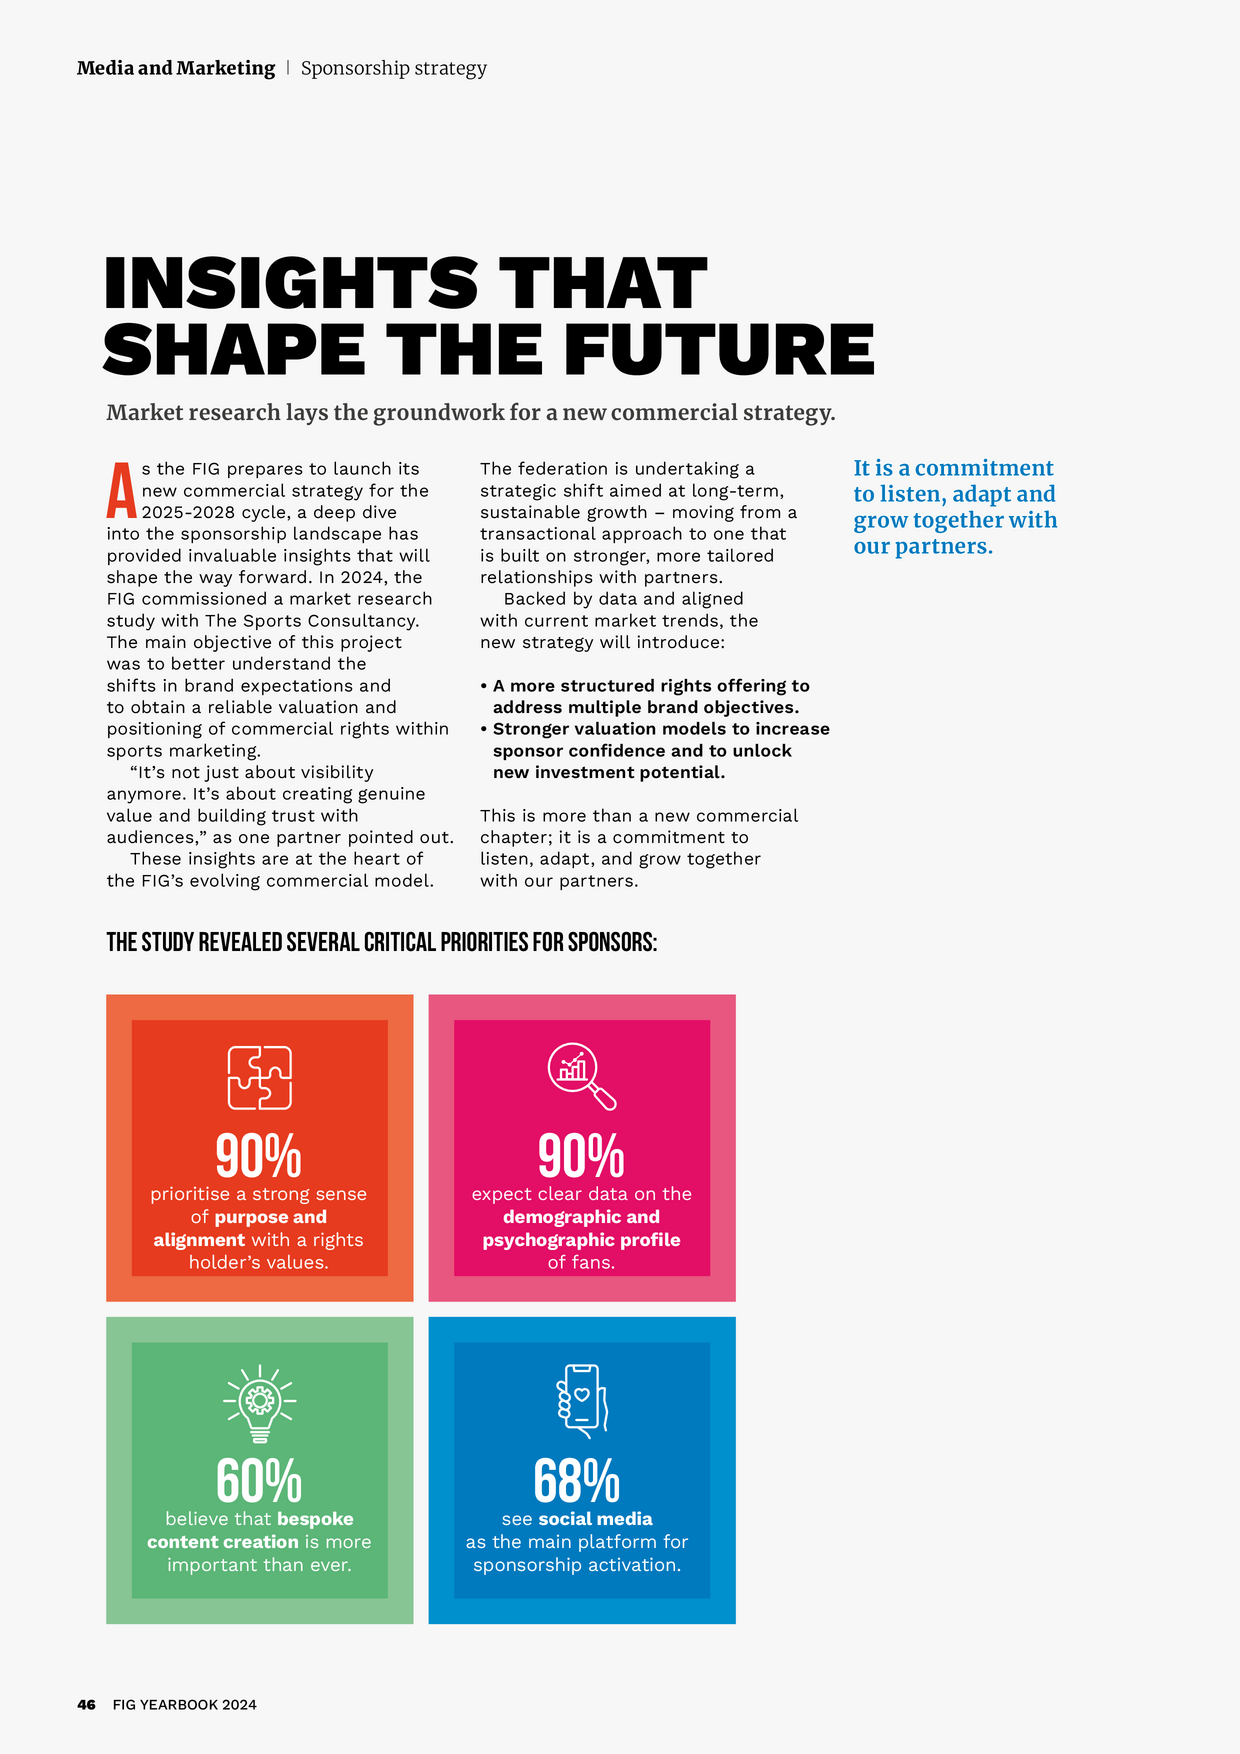 Media and Marketing | Sponsorship strategy
INSIGHTS THAT
SHAPE THE FUTURE
Market research lays the groundwork for a new commercial strategy.
As the FIG prepares to launch its
new commercial strategy for the
2025-2028 cycle, a deep dive
into the sponsorship landscape has
provided invaluable insights that will
shape the way forward. In 2024, the
FIG commissioned a market research
study with The Sports Consultancy.
The main objective of this project
was to better understand the
shifts in brand expectations and
to obtain a reliable valuation and
positioning of commercial rights within
sports marketing.
“It’s not just about visibility
anymore. It’s about creating genuine
value and building trust with
audiences,” as one partner pointed out.
These insights are at the heart of
the FIG’s evolving commercial model.
The federation is undertaking a
strategic shift aimed at long-term,
sustainable growth – moving from a
transactional approach to one that
is built on stronger, more tailored
relationships with partners.
Backed by data and aligned
with current market trends, the
new strategy will introduce:
• A more structured rights offering to
address multiple brand objectives.
• Stronger valuation models to increase
sponsor confidence and to unlock
new investment potential.
This is more than a new commercial
chapter; it is a commitment to
listen, adapt, and grow together
with our partners.
It is a commitment
to listen, adapt and
grow together with
our partners.
THE STUDY REVEALED SEVERAL CRITICAL PRIORITIES FOR SPONSORS:
90%
prioritise a strong sense
of purpose and
alignment with a rights
holder’s values.
90%
expect clear data on the
demographic and
psychographic profile
of fans.
60%
believe that bespoke
content creation is more
important than ever.
68%
see social media
as the main platform for
sponsorship activation.
46 FIG YEARBOOK 2024